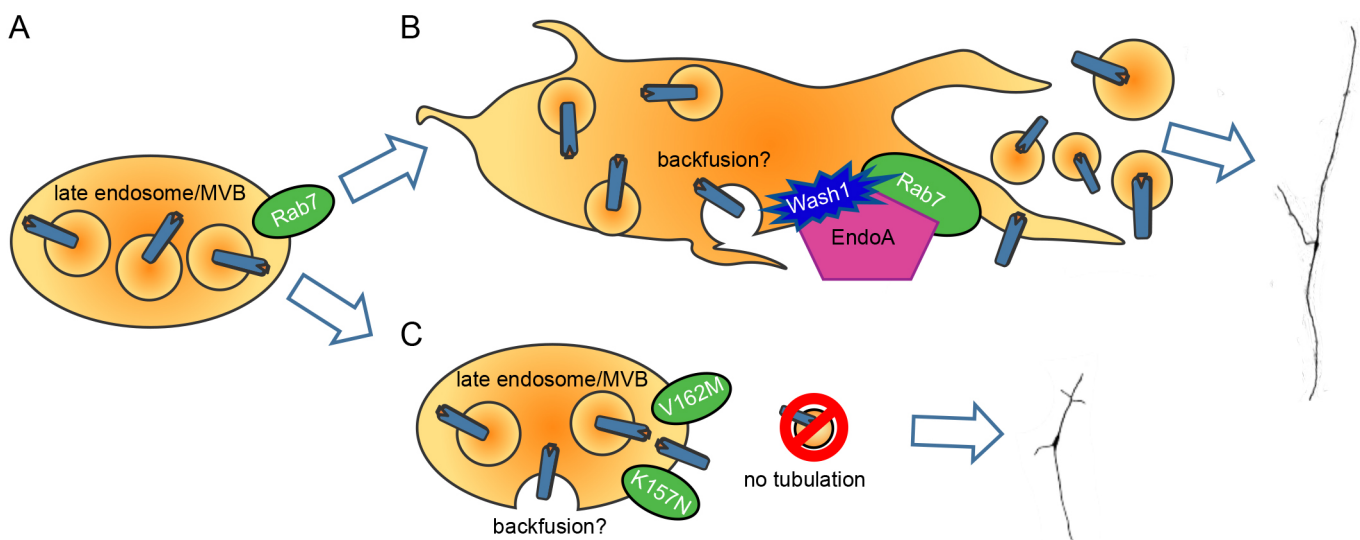 A
late endosome/MVB
Rab7
B
backfusion?
Wash1
Rab7
EndoA
C
late endosome/MVB
V162M
K157N
backfusion?
no tubulation